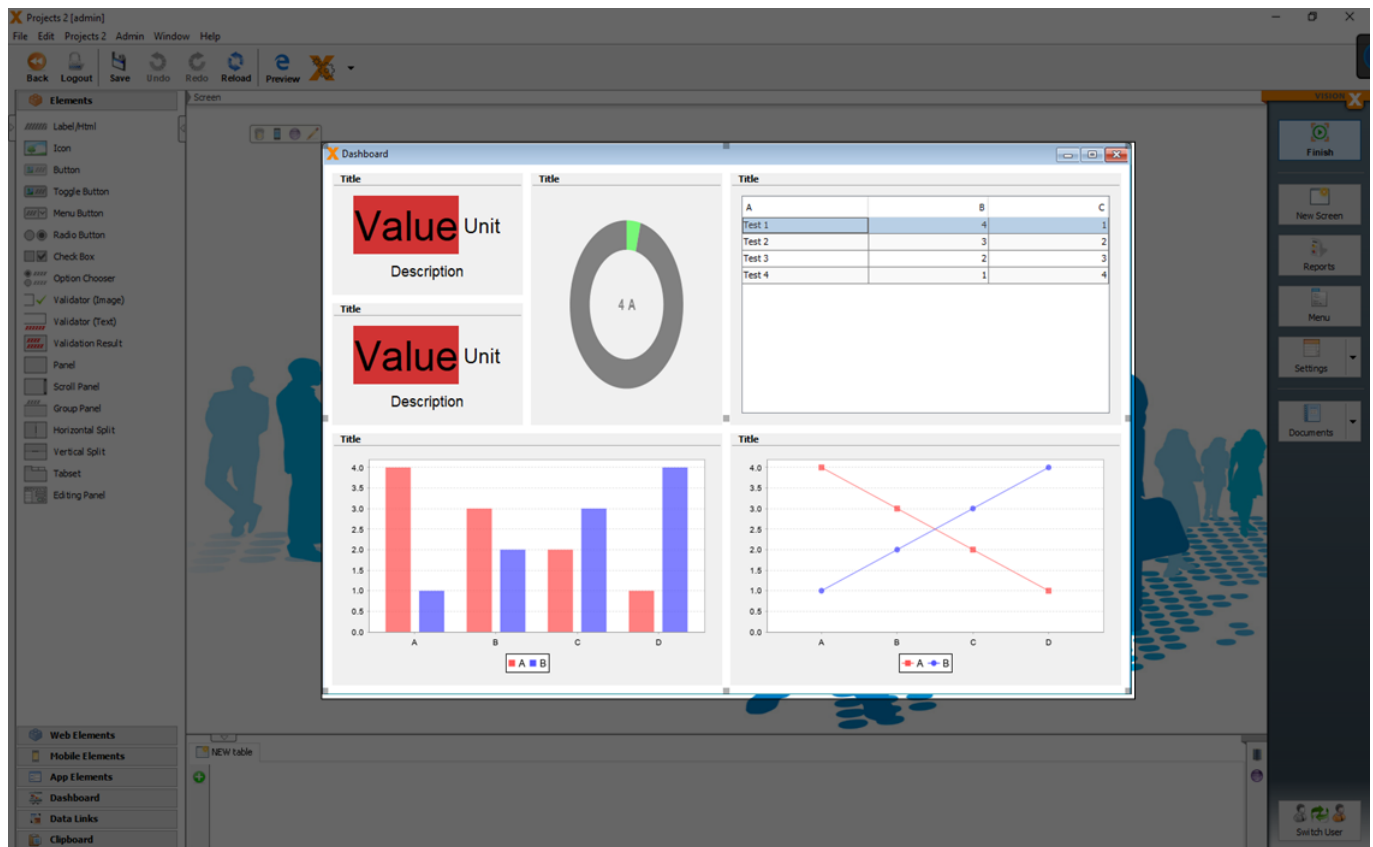 Projects 2 [admin]
File Edit Projects 2 Admin Window Help
Back Logout Save Undo Redo Reload Preview
Elements
Label/Html
Icon
Button
Toggle Button
Menu Button
Radio Button
Check Box
Option Chooser
Validator (Image)
Validator (Text)
Validation Result
Panel
Scroll Panel
Group Panel
Horizontal Split
Vertical Split
Tabset
Editing Panel
Web Elements
Mobile Elements
App Elements
Dashboard
Data Links
Clipboard
Screen
Dashboard
Title
Value Unit
Description
Title
Value Unit
Description
Title
4 A
Title
A B C
Test 1 4 1
Test 2 3 2
Test 3 2 3
Test 4 1 4
Title
4.0
3.5
3.0
2.5
2.0
1.5
1.0
0.5
0.0
A B C D
A B
Title
4.0
3.5
3.0
2.5
2.0
1.5
1.0
0.5
0.0
A B C D
A B
NEW table
VISION X
Finish
New Screen
Reports
Menu
Settings
Documents
Switch User